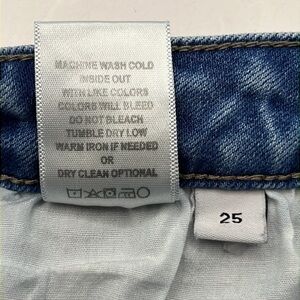 MACHINE WASH COLD
INSIDE OUT
WITH LIKE COLORS
COLORS WILL BLEED
DO NOT BLEACH
TUMBLE DRY LOW
WARM IRON IF NEEDED
OR
DRY CLEAN OPTIONAL
25